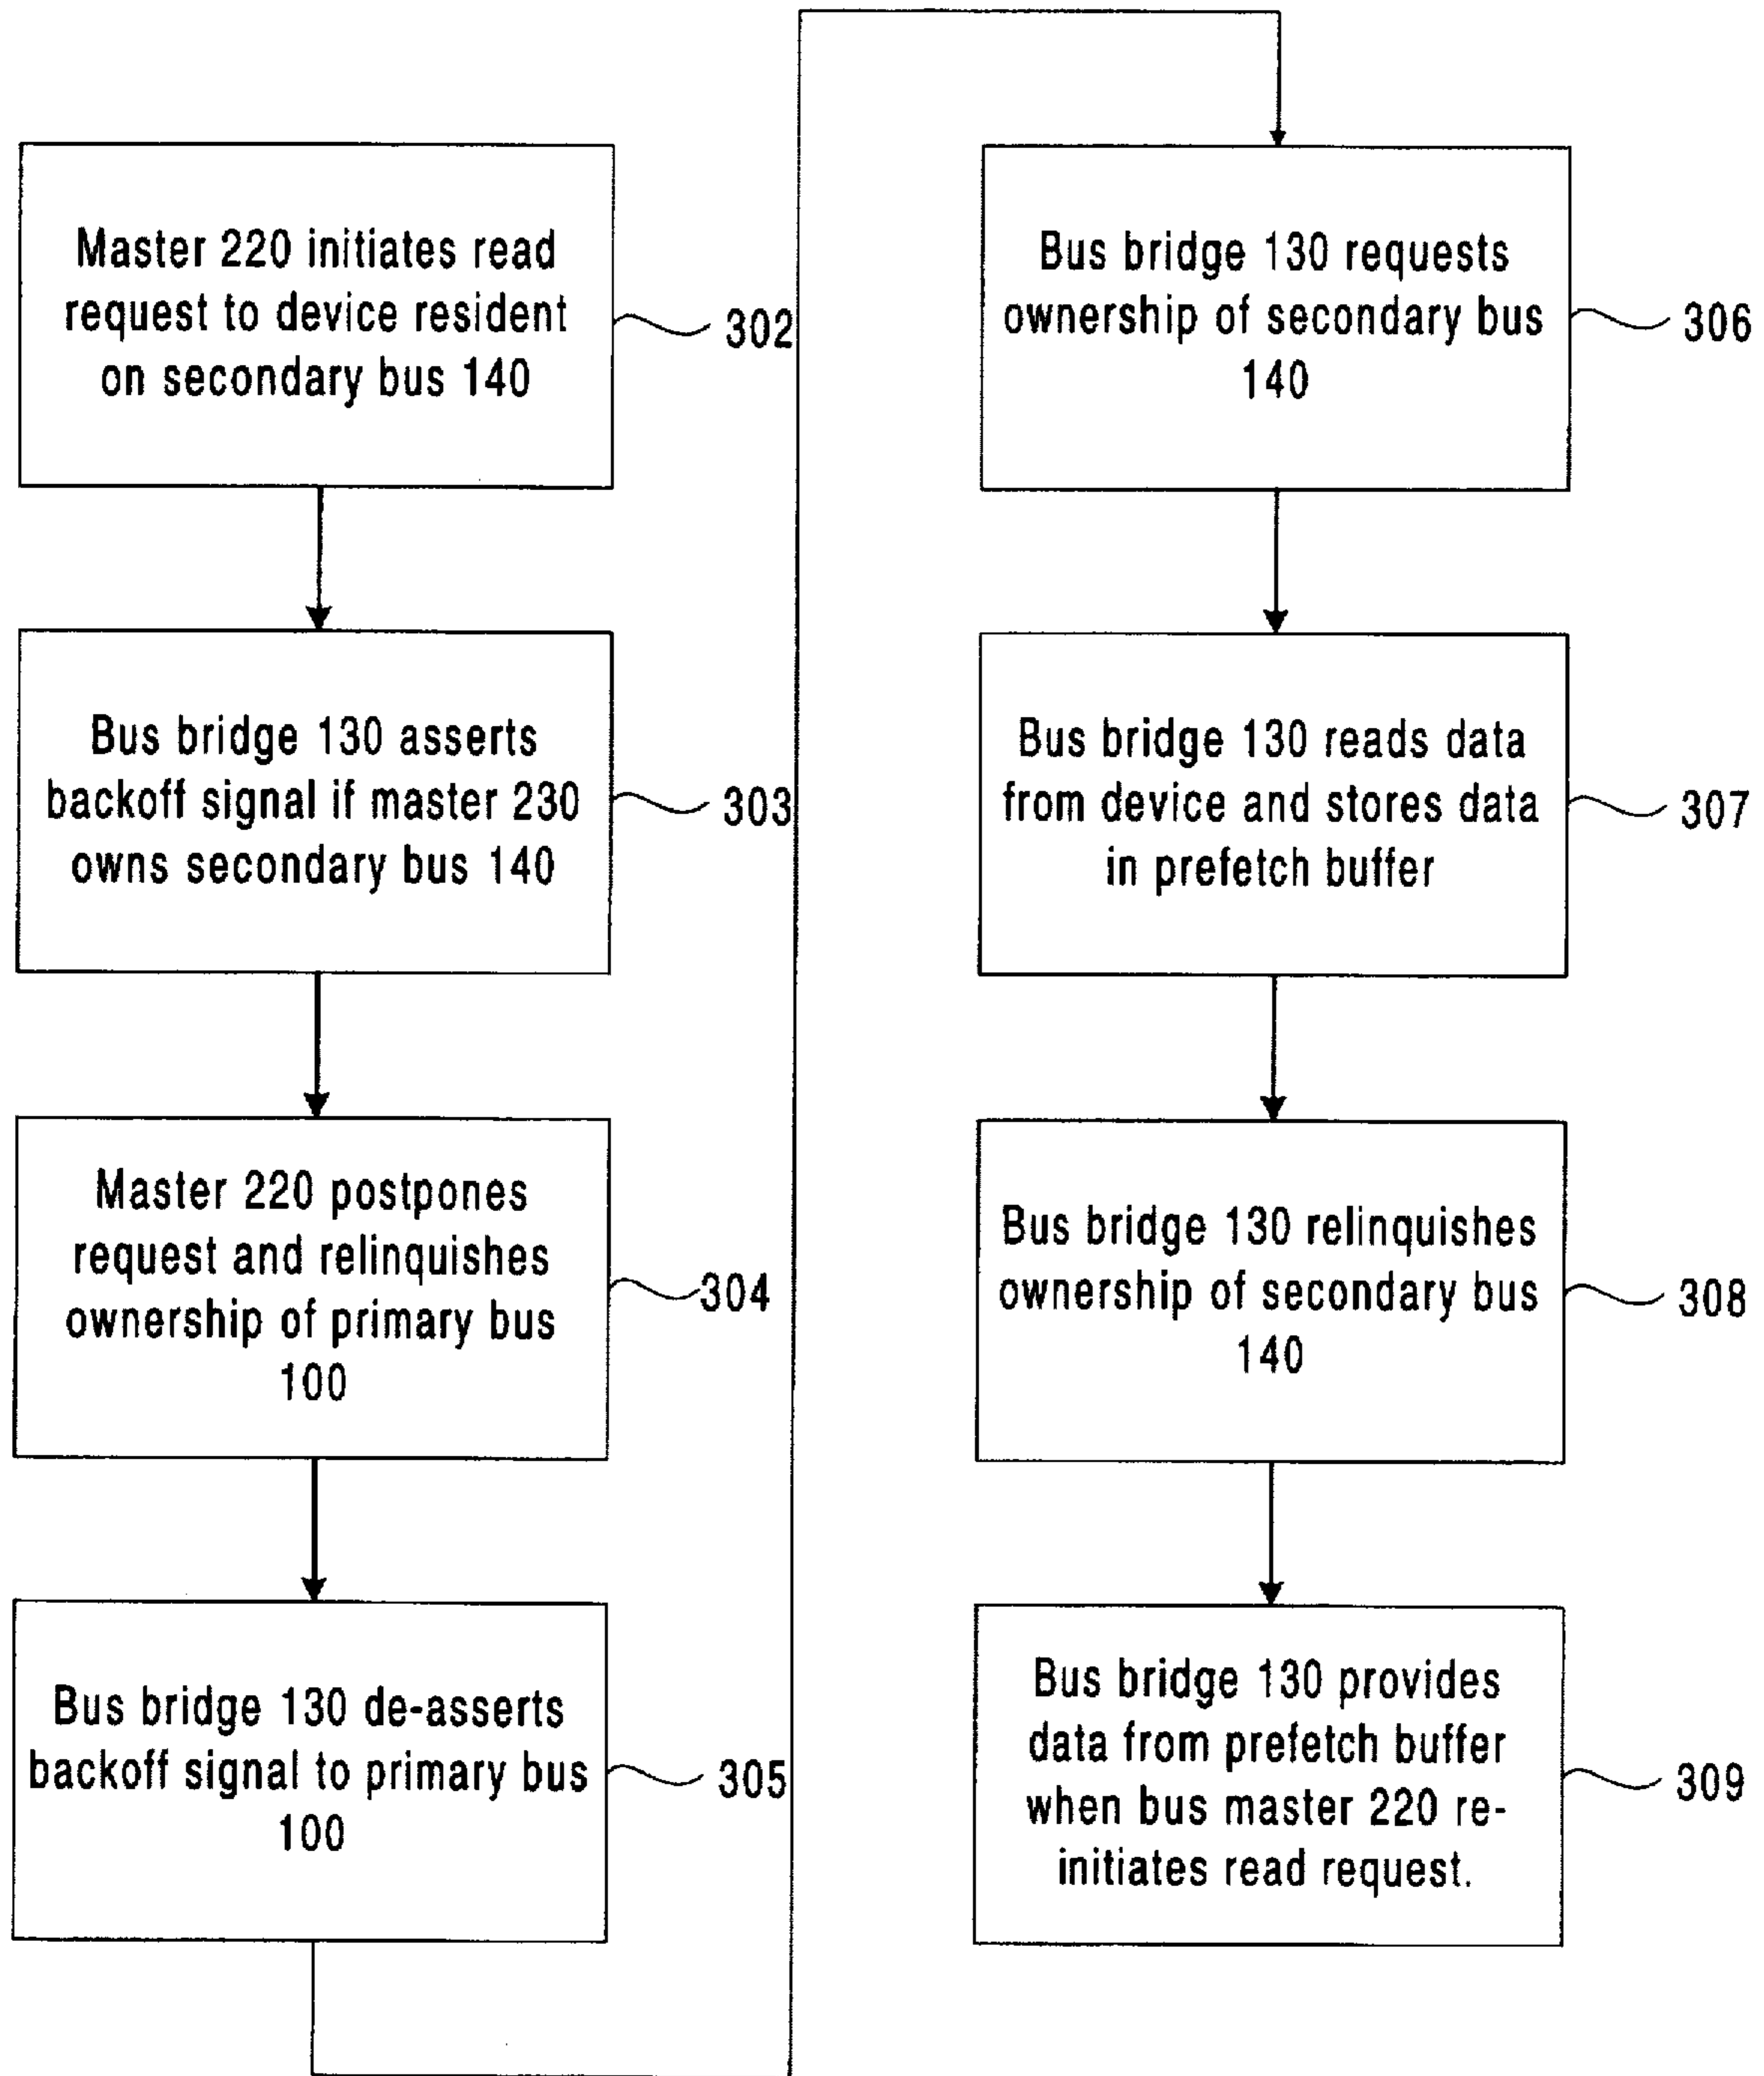 Master 220 initiates read
request to device resident
on secondary bus 140
302
Bus bridge 130 asserts
backoff signal if master 230
owns secondary bus 140
303
Master 220 postpones
request and relinquishes
ownership of primary bus
100
304
Bus bridge 130 de-asserts
backoff signal to primary bus
100
305
Bus bridge 130 requests
ownership of secondary bus
140
306
Bus bridge 130 reads data
from device and stores data
in prefetch buffer
307
Bus bridge 130 relinquishes
ownership of secondary bus
140
308
Bus bridge 130 provides
data from prefetch buffer
when bus master 220 re-
initiates read request.
309